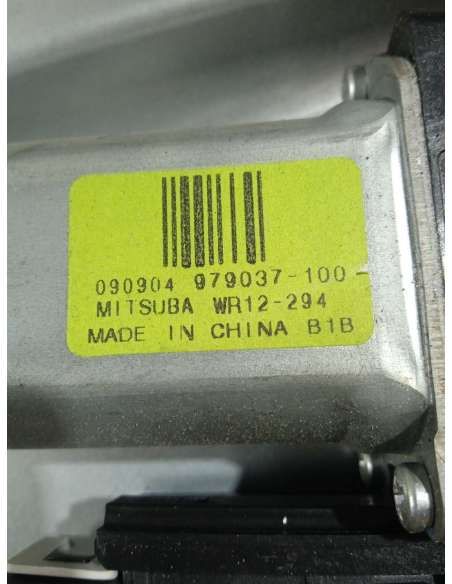 090904 979037-100-
MITSUBA WR12-294
MADE IN CHINA B1B